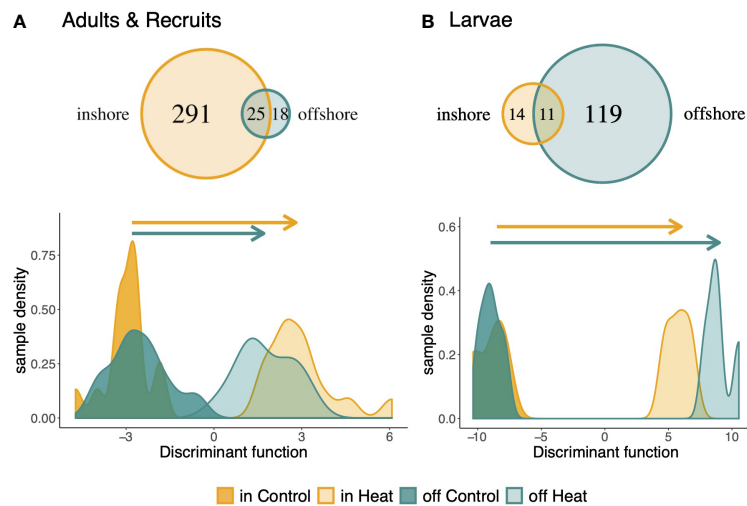 A Adults & Recruits
inshore 291 25 18 offshore
sample density
0.75
0.50
0.25
0.00
−3 0 3 6
Discriminant function
B Larvae
inshore 14 11 119 offshore
sample density
0.6
0.4
0.2
0.0
−10 −5 0 5 10
Discriminant function
in Control in Heat off Control off Heat